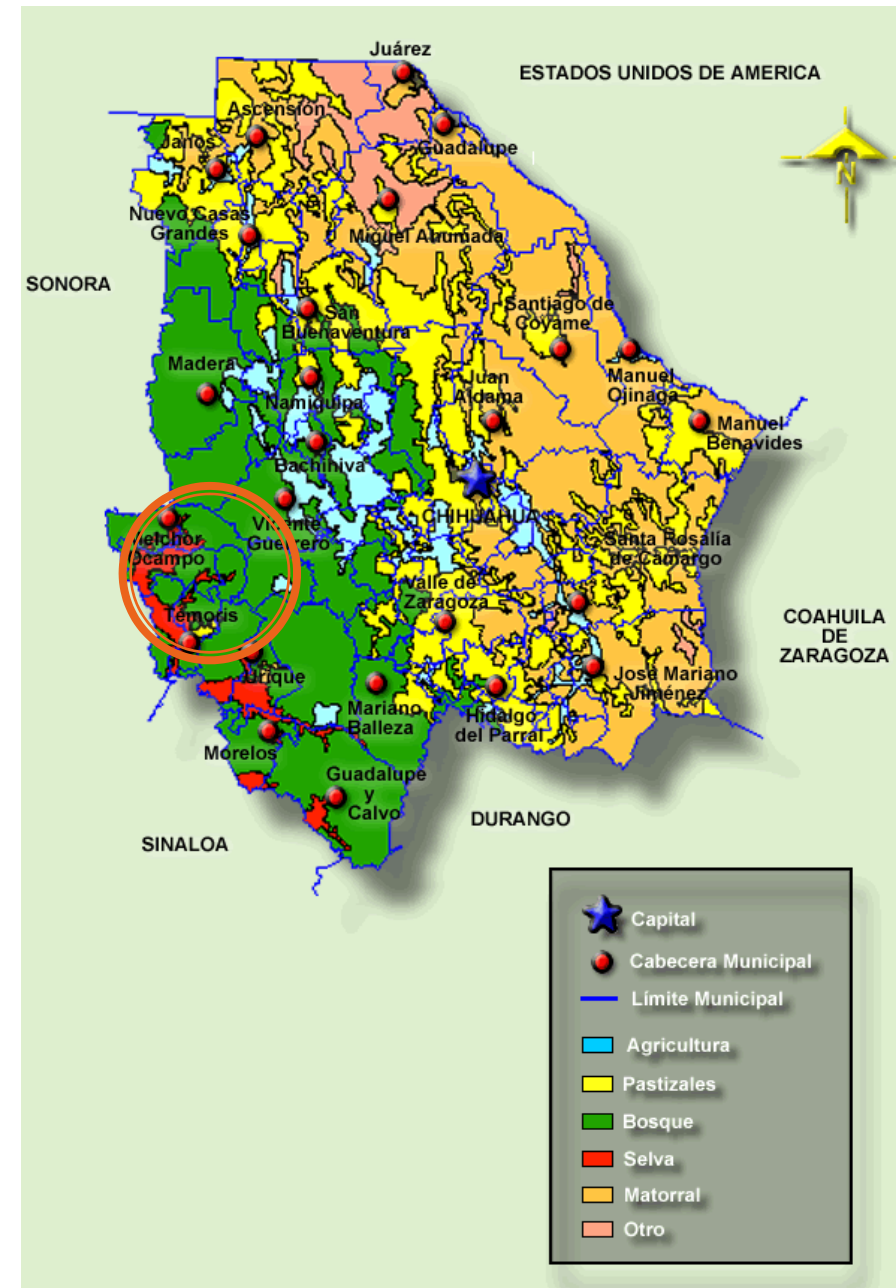 Juárez
ESTADOS UNIDOS DE AMERICA
Ascensión
Guadalupe
Janos
N
Nuevo Casas
Grandes
Miguel Ahumada
SONORA
Santiago de
Coyame
San
Buenaventura
Madera
Juan
Aldama
Manuel
Ojinaga
Namiquipa
Manuel
Benavides
Bachiniva
CHIHUAHUA
Vicente
Guerrero
Melchor
Ocampo
Santa Rosalía
de Camargo
Valle de
Zaragoza
Témoris
COAHUILA
DE
ZARAGOZA
Urique
José Mariano
Jiménez
Mariano
Balleza
Hidalgo
del Parral
Morelos
Guadalupe
y
Calvo
DURANGO
SINALOA
Capital
Cabecera Municipal
Límite Municipal
Agricultura
Pastizales
Bosque
Selva
Matorral
Otro